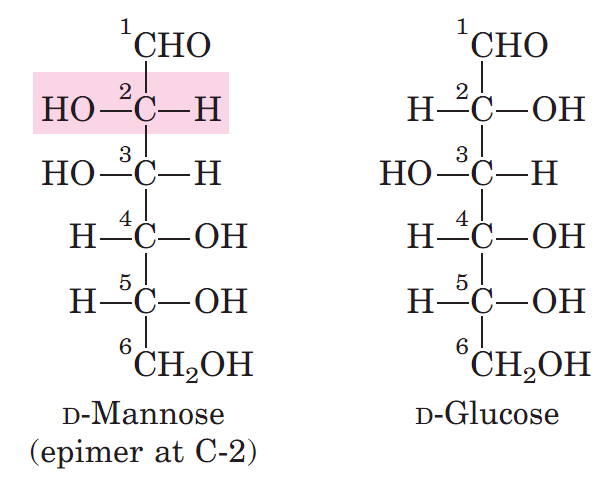 ¹CHO
HO—²C—H
HO—³C—H
H—⁴C—OH
H—⁵C—OH
⁶CH₂OH
D-Mannose
(epimer at C-2)
¹CHO
H—²C—OH
HO—³C—H
H—⁴C—OH
H—⁵C—OH
⁶CH₂OH
D-Glucose